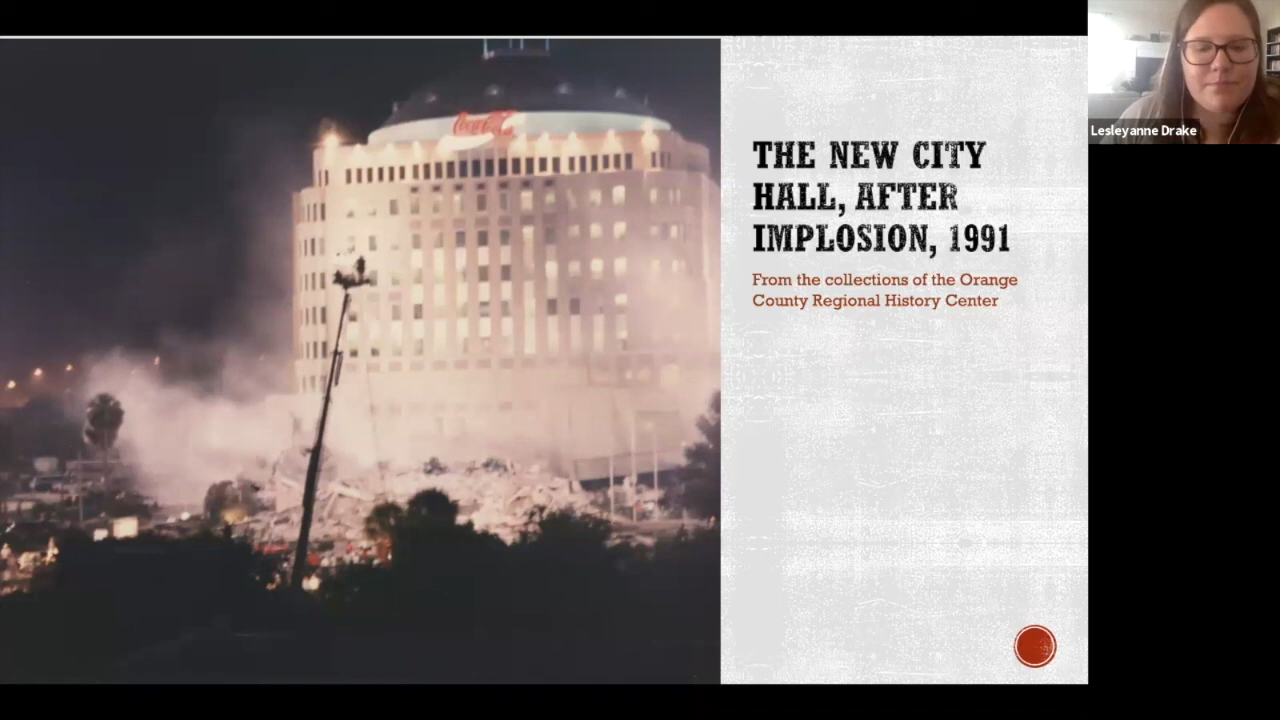 Coca-Cola
THE NEW CITY
HALL, AFTER
IMPLOSION, 1991
From the collections of the Orange
County Regional History Center
Lesleyanne Drake